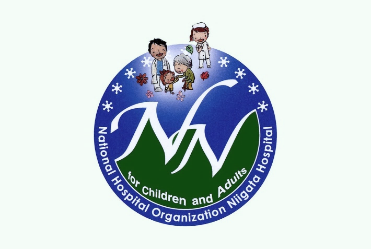 NN
for Children and Adults
National Hospital Organization Niigata Hospital